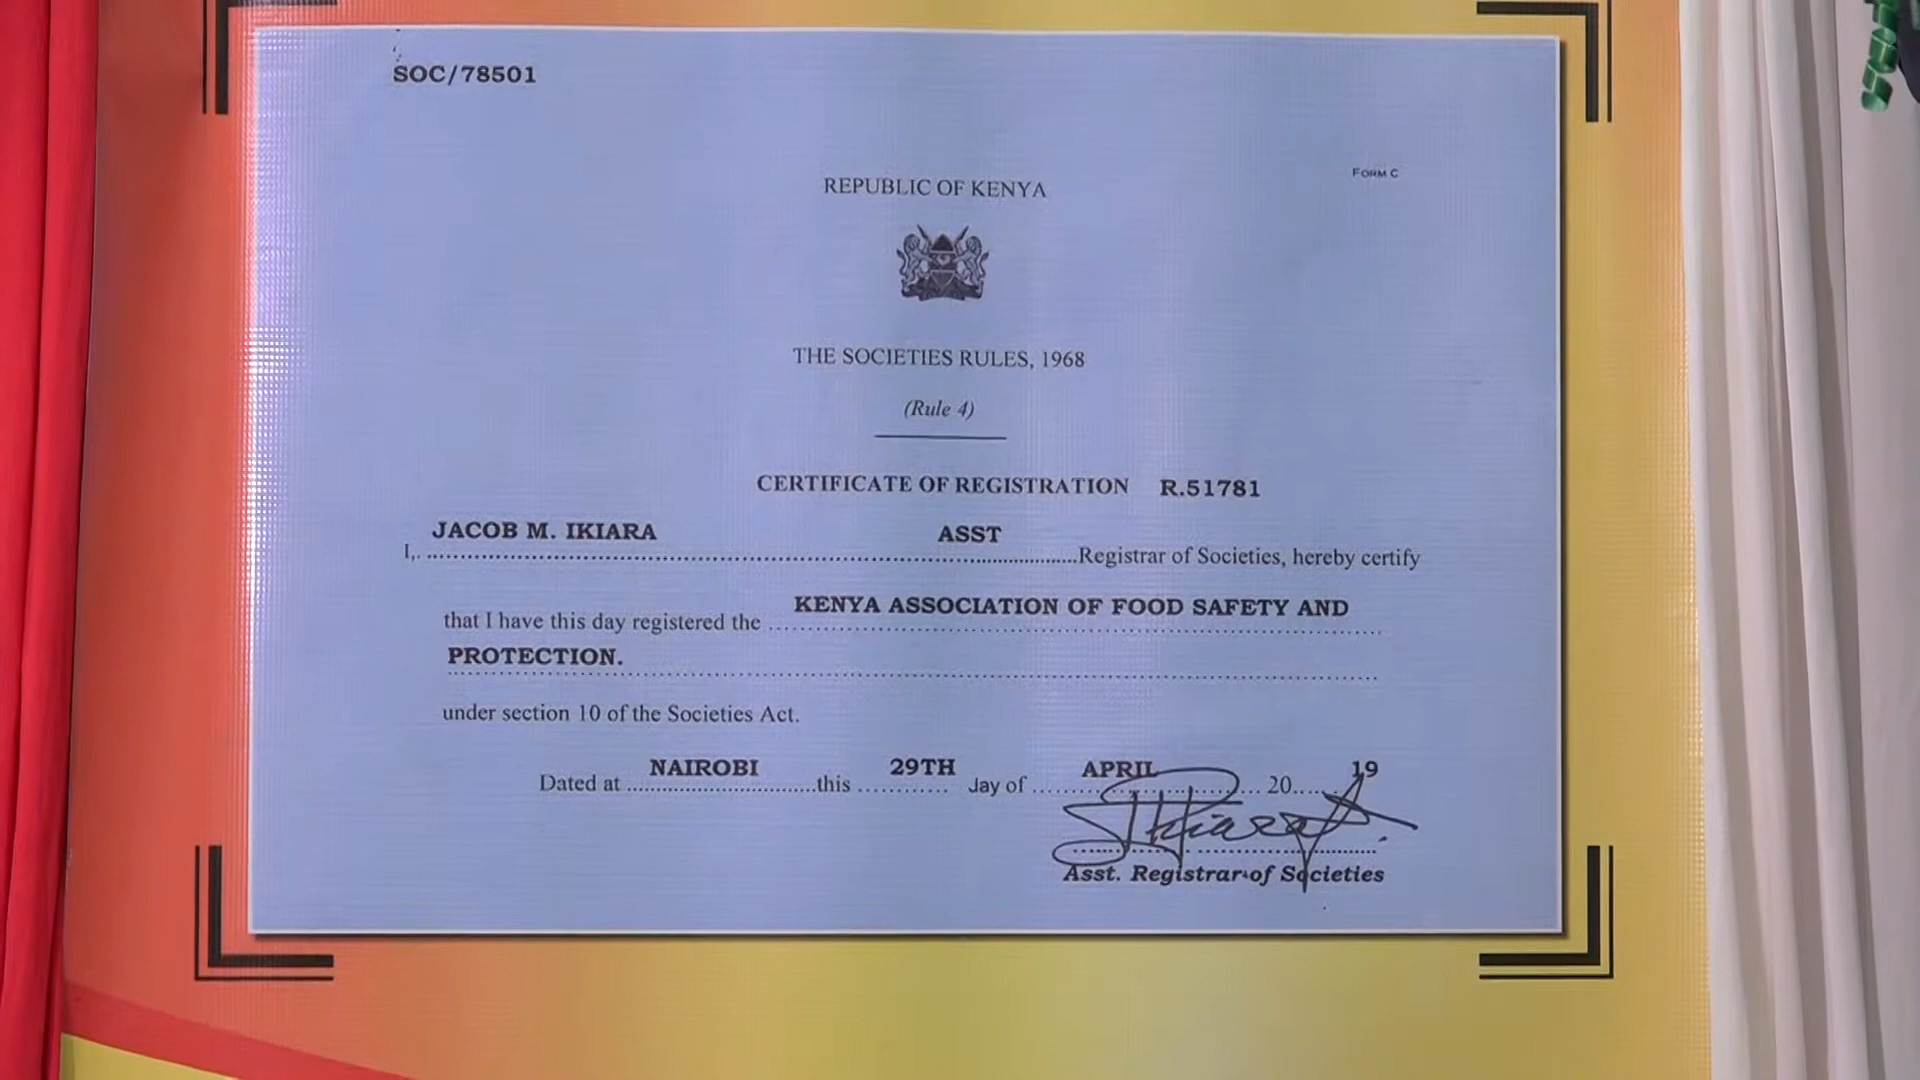 SOC/78501
FORM C
REPUBLIC OF KENYA
THE SOCIETIES RULES, 1968
(Rule 4)
CERTIFICATE OF REGISTRATION R.51781
I, JACOB M. IKIARA ASST Registrar of Societies, hereby certify
that I have this day registered the KENYA ASSOCIATION OF FOOD SAFETY AND
PROTECTION.
under section 10 of the Societies Act.
Dated at NAIROBI this 29TH Jay of APRIL 20 19
Asst. Registrar of Societies